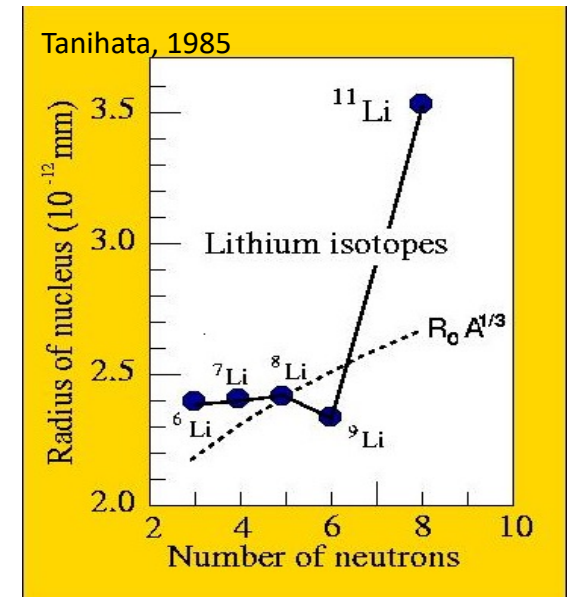 Tanihata, 1985
3.5
3.0
2.5
2.0
Radius of nucleus (10⁻¹² mm)
¹¹Li
Lithium isotopes
R₀ A¹/³
⁷Li
⁸Li
⁶Li
⁹Li
2 4 6 8 10
Number of neutrons